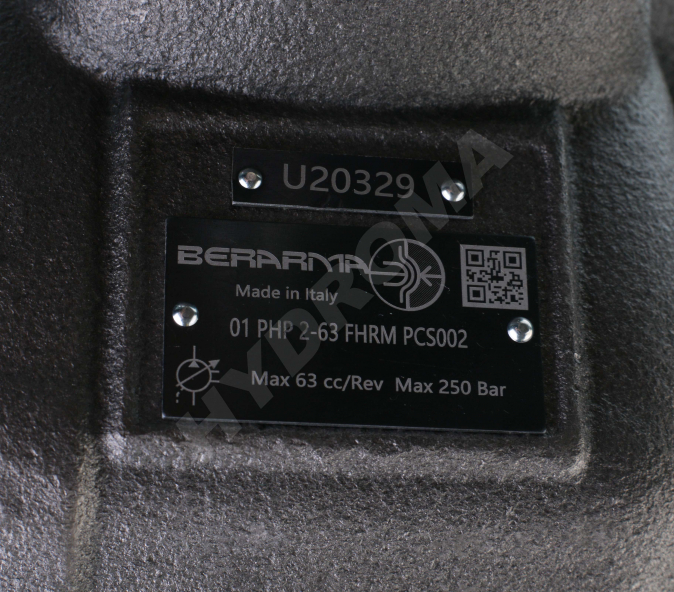 U20329
BERARMA
Made in Italy
01 PHP 2-63 FHRM PCS002
Max 63 cc/Rev Max 250 Bar
HYDROMA